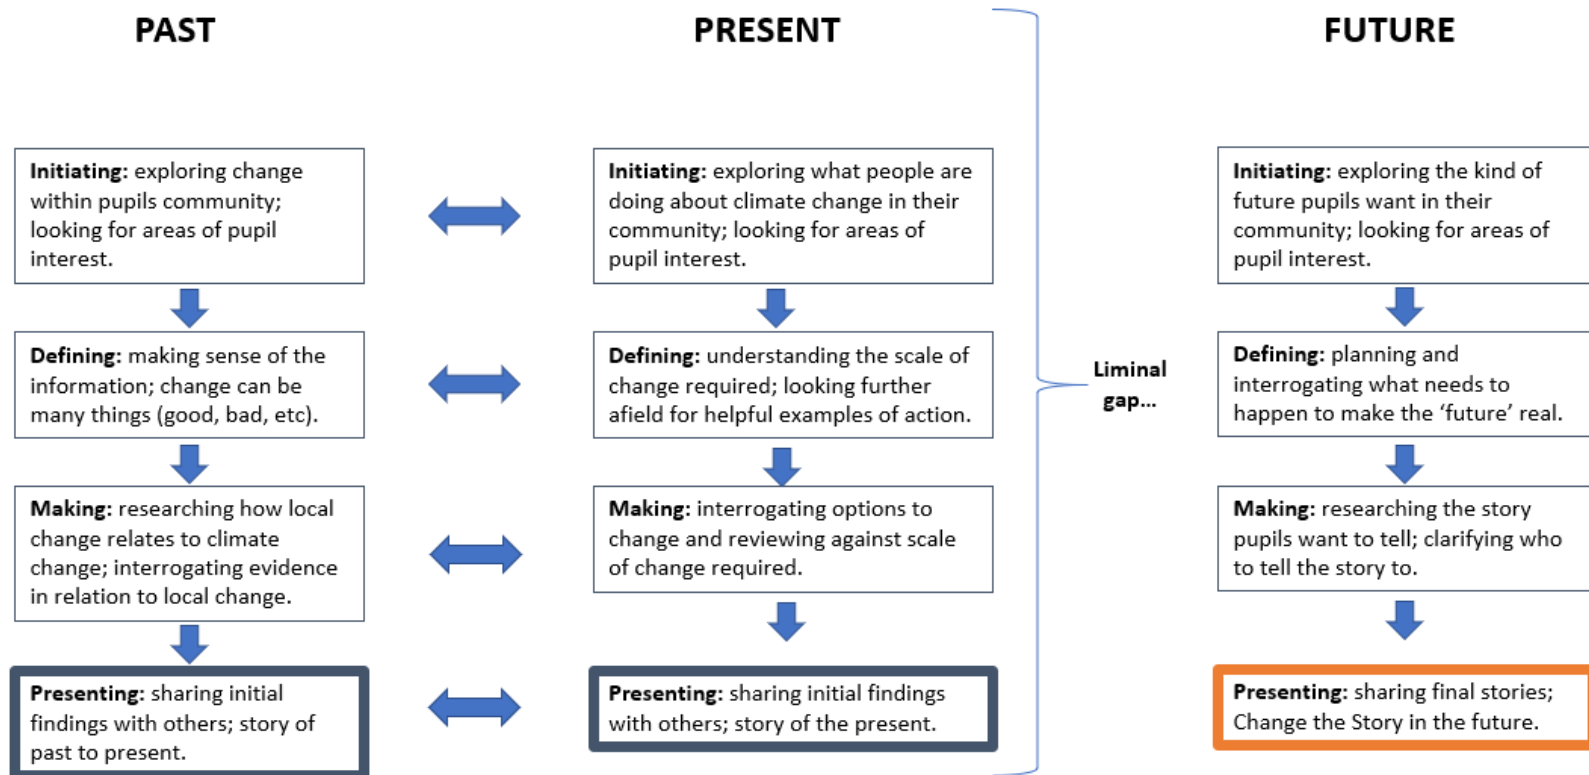 PAST
Initiating: exploring change
within pupils community;
looking for areas of pupil
interest.
Defining: making sense of the
information; change can be
many things (good, bad, etc).
Making: researching how local
change relates to climate
change; interrogating evidence
in relation to local change.
Presenting: sharing initial
findings with others; story of
past to present.
PRESENT
Initiating: exploring what people are
doing about climate change in their
community; looking for areas of
pupil interest.
Defining: understanding the scale of
change required; looking further
afield for helpful examples of action.
Making: interrogating options to
change and reviewing against scale
of change required.
Presenting: sharing initial findings
with others; story of the present.
Liminal
gap...
FUTURE
Initiating: exploring the kind of
future pupils want in their
community; looking for areas of
pupil interest.
Defining: planning and
interrogating what needs to
happen to make the ‘future’ real.
Making: researching the story
pupils want to tell; clarifying who
to tell the story to.
Presenting: sharing final stories;
Change the Story in the future.